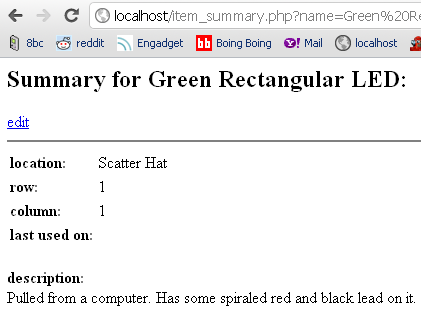 localhost/item_summary.php?name=Green%20Re
8bc reddit Engadget bb Boing Boing Y! Mail localhost
Summary for Green Rectangular LED:
edit
location: Scatter Hat
row: 1
column: 1
last used on:
description:
Pulled from a computer. Has some spiraled red and black lead on it.